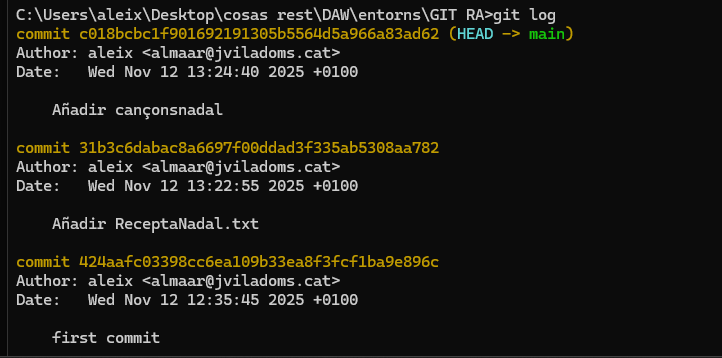 C:\Users\aleix\Desktop\cosas rest\DAW\entorns\GIT RA>git log
commit c018bcbc1f901692191305b5564d5a966a83ad62 (HEAD -> main)
Author: aleix <almaar@jviladoms.cat>
Date:   Wed Nov 12 13:24:40 2025 +0100
    Añadir cançonsnadal
commit 31b3c6dabac8a6697f00ddad3f335ab5308aa782
Author: aleix <almaar@jviladoms.cat>
Date:   Wed Nov 12 13:22:55 2025 +0100
    Añadir ReceptaNadal.txt
commit 424aafc03398cc6ea109b33ea8f3fcf1ba9e896c
Author: aleix <almaar@jviladoms.cat>
Date:   Wed Nov 12 12:35:45 2025 +0100
    first commit